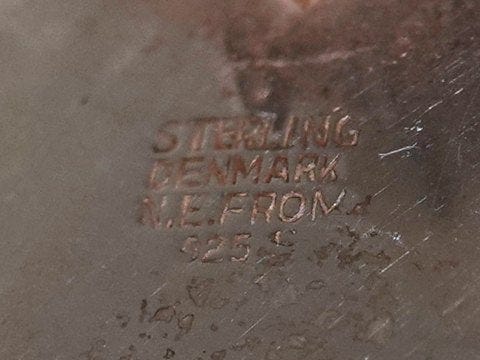 STERLING
DENMARK
N.E.FROM
925 S